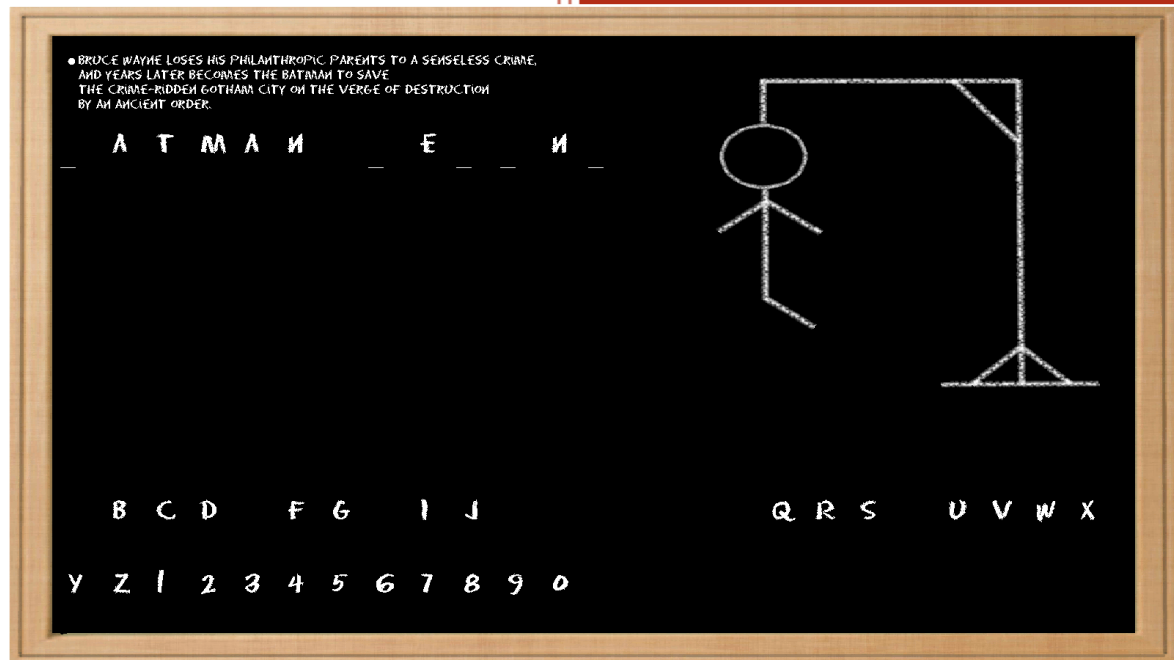 • BRUCE WAYNE LOSES HIS PHILANTHROPIC PARENTS TO A SENSELESS CRIME,
AND YEARS LATER BECOMES THE BATMAN TO SAVE
THE CRIME-RIDDEN GOTHAM CITY ON THE VERGE OF DESTRUCTION
BY AN ANCIENT ORDER.
_ A T M A N _ E _ _ N _
B C D F G I J Q R S U V W X
Y Z 1 2 3 4 5 6 7 8 9 0